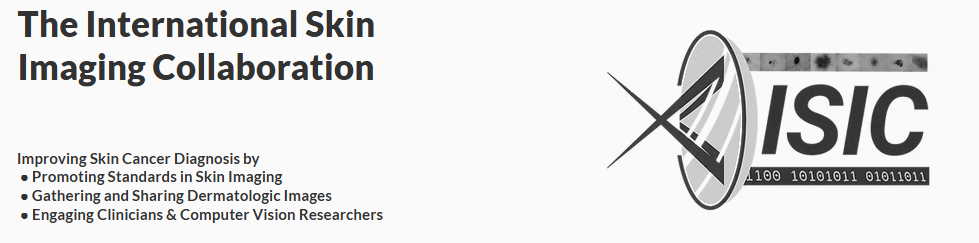 The International Skin
Imaging Collaboration
Improving Skin Cancer Diagnosis by
• Promoting Standards in Skin Imaging
• Gathering and Sharing Dermatologic Images
• Engaging Clinicians & Computer Vision Researchers
ISIC
1100 10101011 01011011